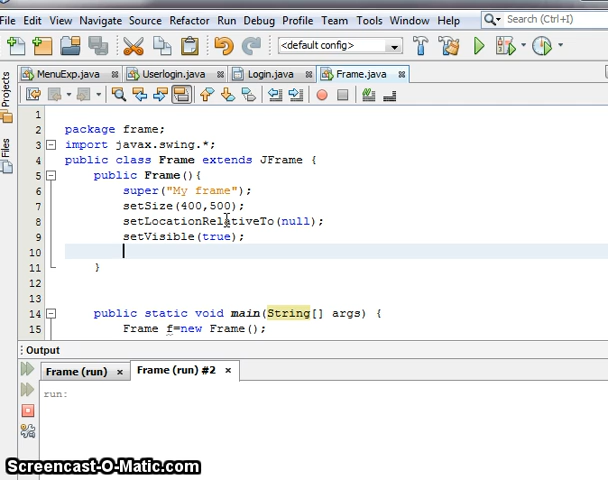 File Edit View Navigate Source Refactor Run Debug Profile Team Tools Window Help
Search (Ctrl+I)
<default config>
MenuExp.java
Userlogin.java
Login.java
Frame.java
Projects
Files
1
2 package frame;
3 import javax.swing.*;
4 public class Frame extends JFrame {
5 public Frame(){
6 super("My frame");
7 setSize(400,500);
8 setLocationRelativeTo(null);
9 setVisible(true);
10
11 }
12
13
14 public static void main(String[] args) {
15 Frame f=new Frame();
Output
Frame (run)
Frame (run) #2
run:
Screencast-O-Matic.com